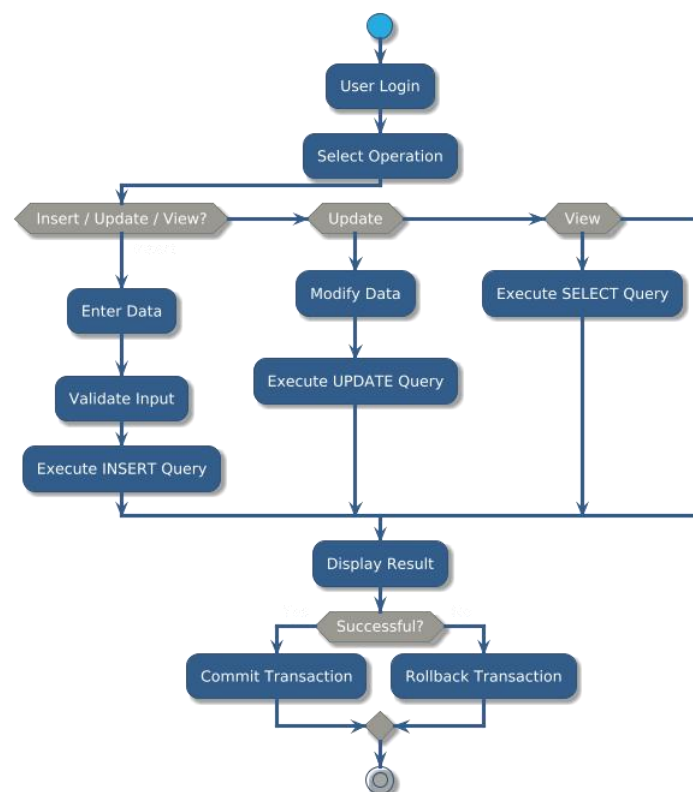 User Login
Select Operation
Insert / Update / View?
Update
View
Enter Data
Modify Data
Execute SELECT Query
Validate Input
Execute UPDATE Query
Execute INSERT Query
Display Result
Successful?
Commit Transaction
Rollback Transaction